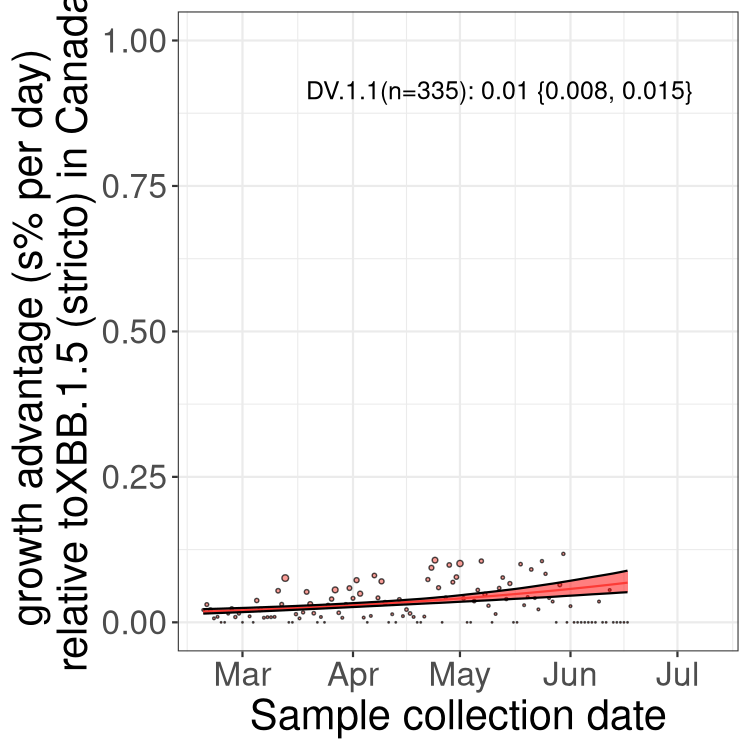 growth advantage (s% per day)
relative toXBB.1.5 (stricto) in Canada
1.00
0.75
0.50
0.25
0.00
DV.1.1(n=335): 0.01 {0.008, 0.015}
Mar Apr May Jun Jul
Sample collection date